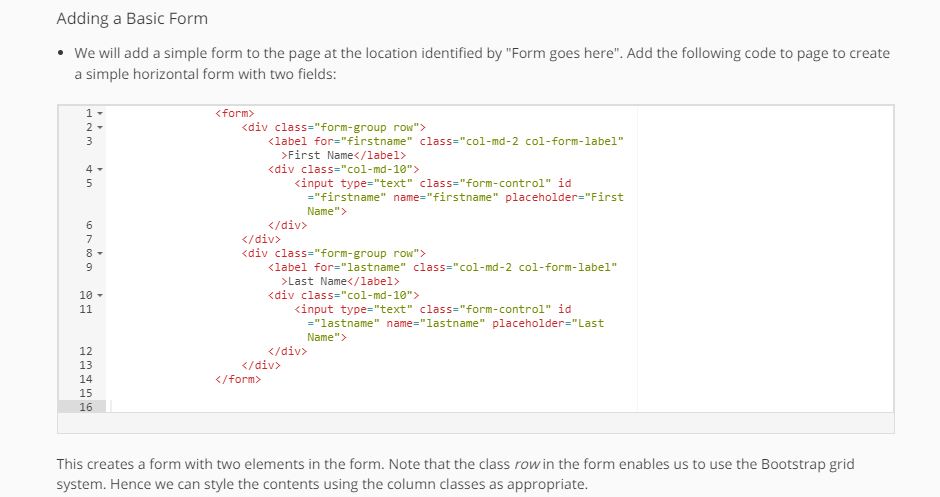 Adding a Basic Form
• We will add a simple form to the page at the location identified by "Form goes here". Add the following code to page to create
a simple horizontal form with two fields:
1 <form>
2 <div class="form-group row">
3 <label for="firstname" class="col-md-2 col-form-label"
>First Name</label>
4 <div class="col-md-10">
5 <input type="text" class="form-control" id
="firstname" name="firstname" placeholder="First
Name">
6 </div>
7 </div>
8 <div class="form-group row">
9 <label for="lastname" class="col-md-2 col-form-label"
>Last Name</label>
10 <div class="col-md-10">
11 <input type="text" class="form-control" id
="lastname" name="lastname" placeholder="Last
Name">
12 </div>
13 </div>
14 </form>
15
16
This creates a form with two elements in the form. Note that the class row in the form enables us to use the Bootstrap grid
system. Hence we can style the contents using the column classes as appropriate.